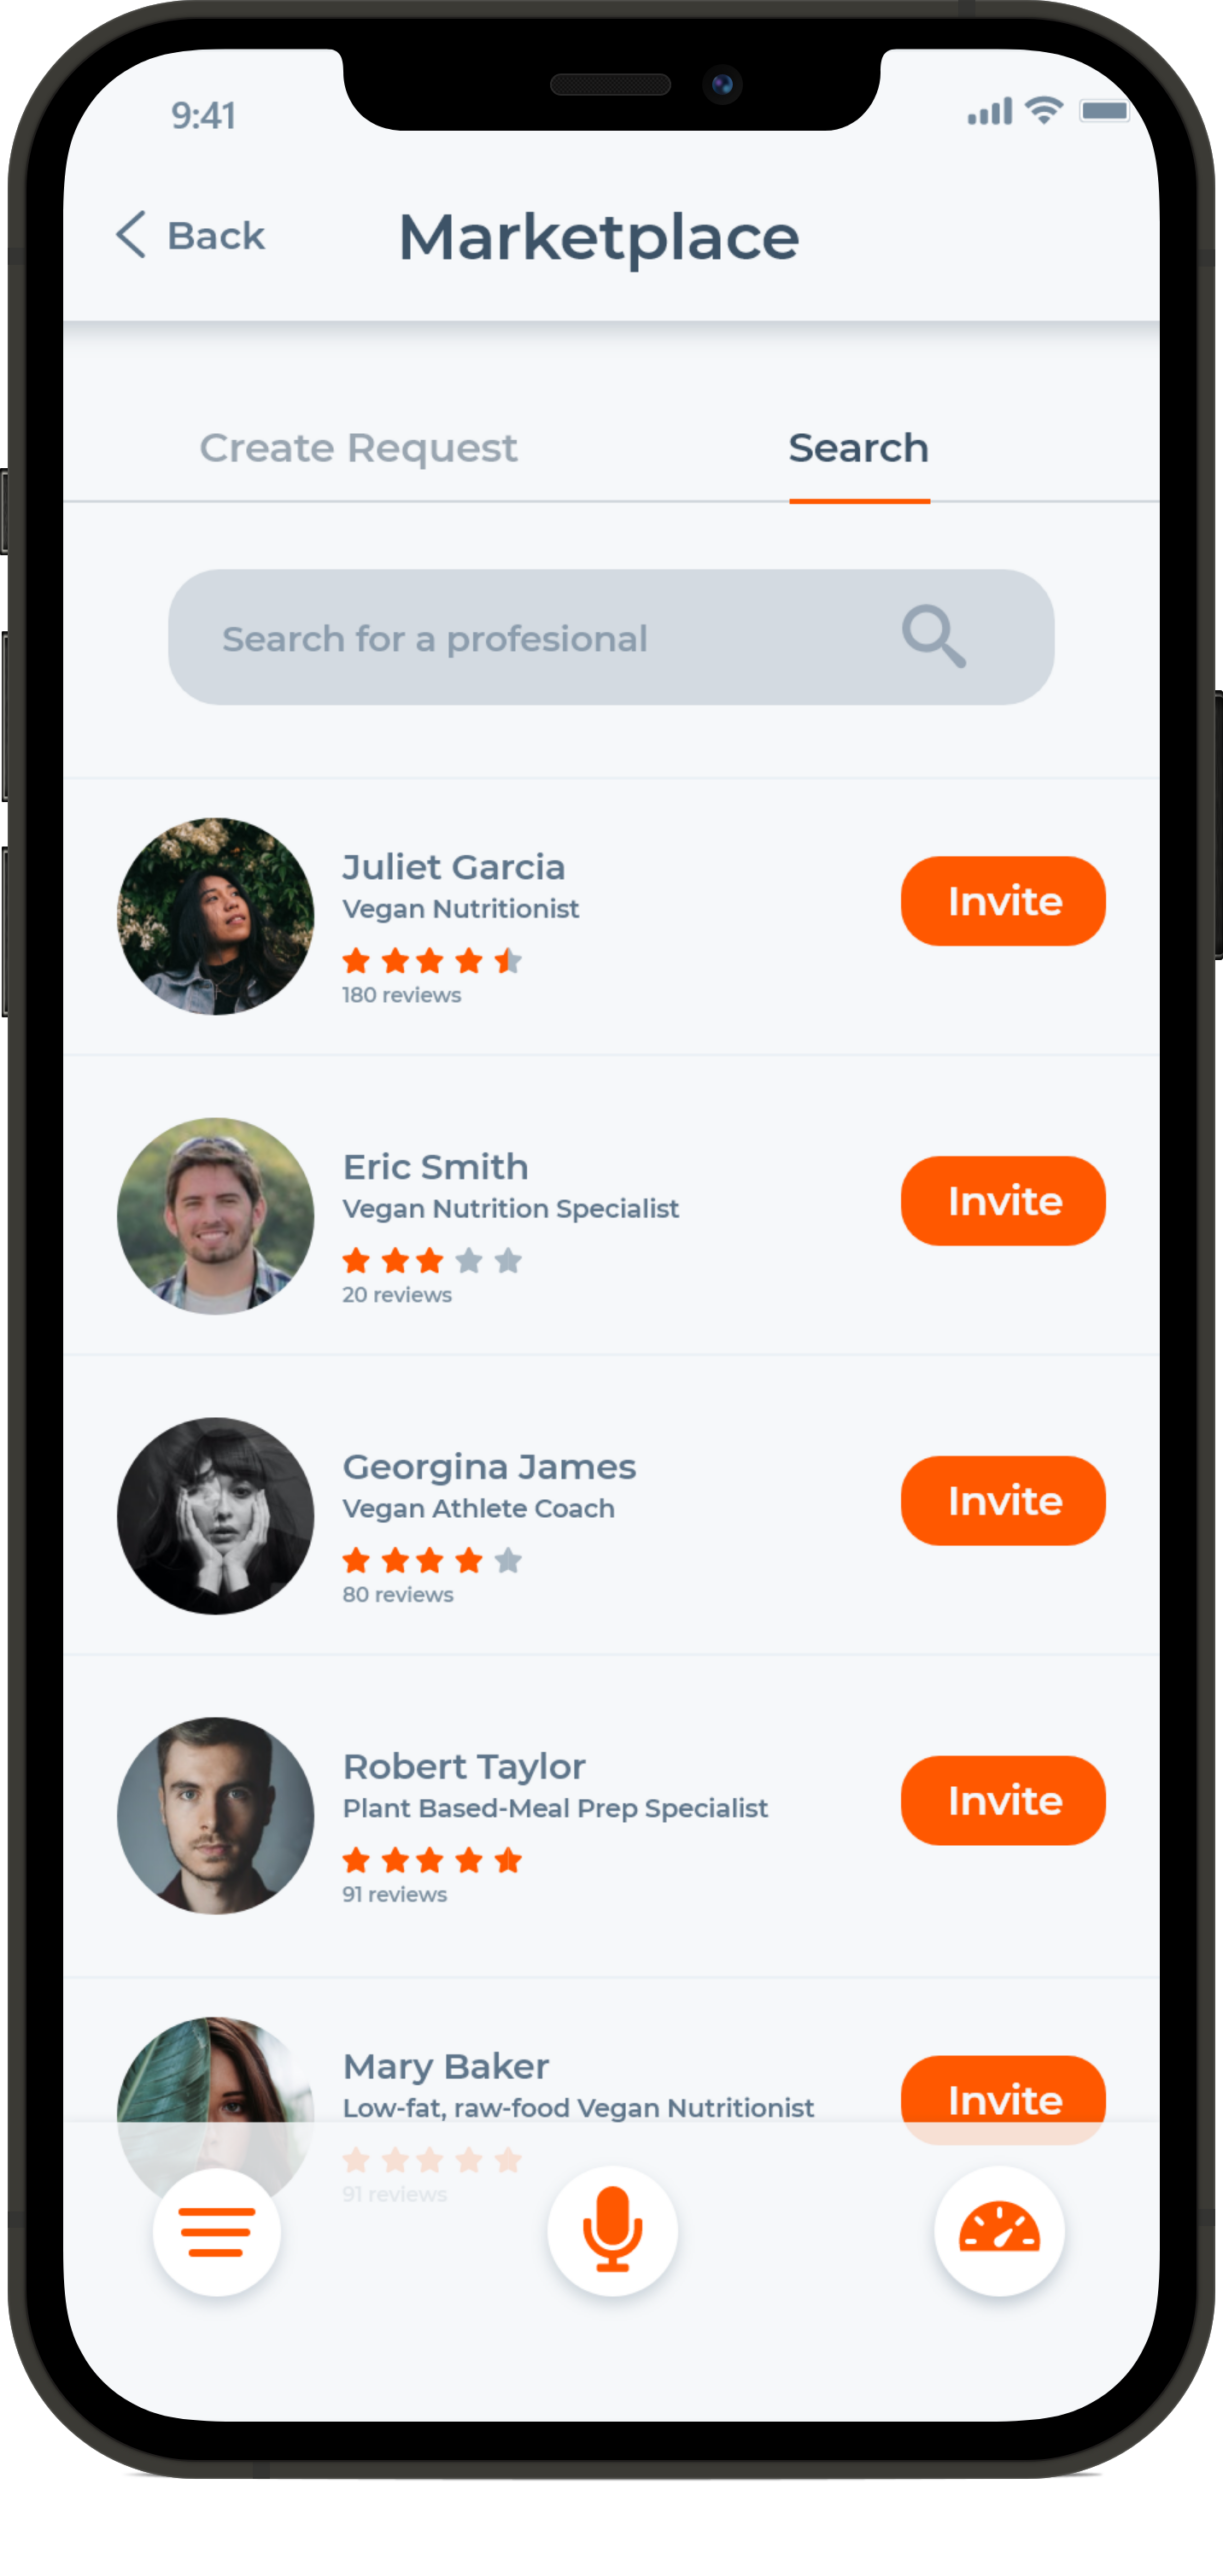 9:41
Back
Marketplace
Create Request
Search
Search for a profesional
Juliet Garcia
Vegan Nutritionist
180 reviews
Invite
Eric Smith
Vegan Nutrition Specialist
20 reviews
Invite
Georgina James
Vegan Athlete Coach
80 reviews
Invite
Robert Taylor
Plant Based-Meal Prep Specialist
91 reviews
Invite
Mary Baker
Low-fat, raw-food Vegan Nutritionist
91 reviews
Invite